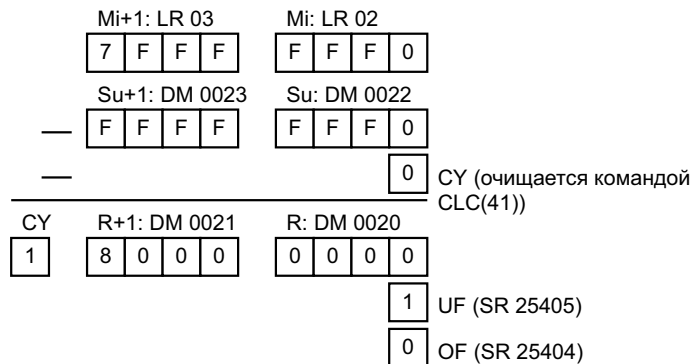 Mi+1: LR 03 Mi: LR 02
7 F F F F F F 0
Su+1: DM 0023 Su: DM 0022
— F F F F F F F 0
— 0 CY (очищается командой
CLC(41))
CY R+1: DM 0021 R: DM 0020
1 8 0 0 0 0 0 0 0
1 UF (SR 25405)
0 OF (SR 25404)